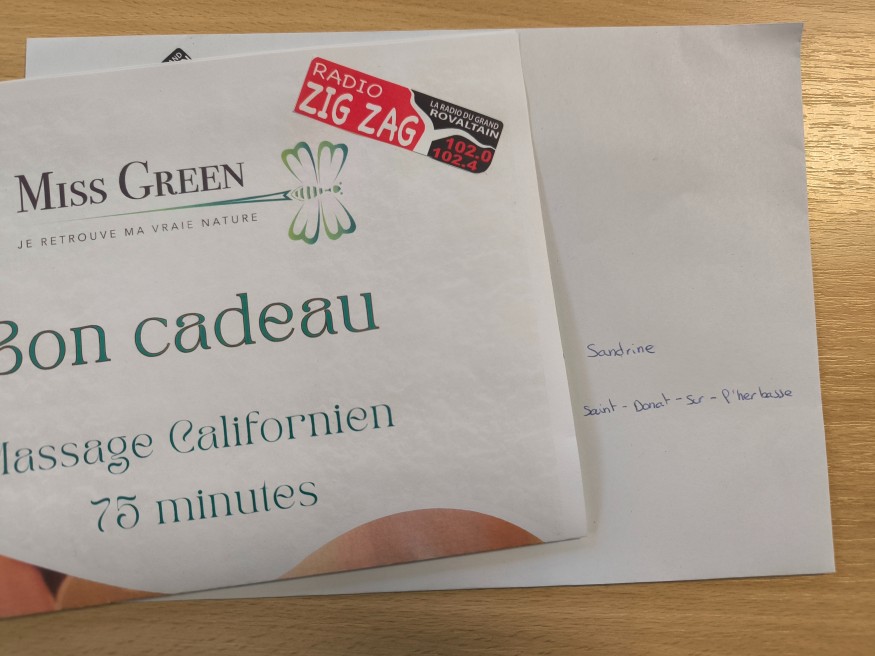 RADIO
ZIG ZAG
LA RADIO DU GRAND
ROVALTAIN
102.0
102.4
MISS GREEN
JE RETROUVE MA VRAIE NATURE
Bon cadeau
Massage Californien
75 minutes
Sandrine
Saint-Donat-Sur-l'herbasse